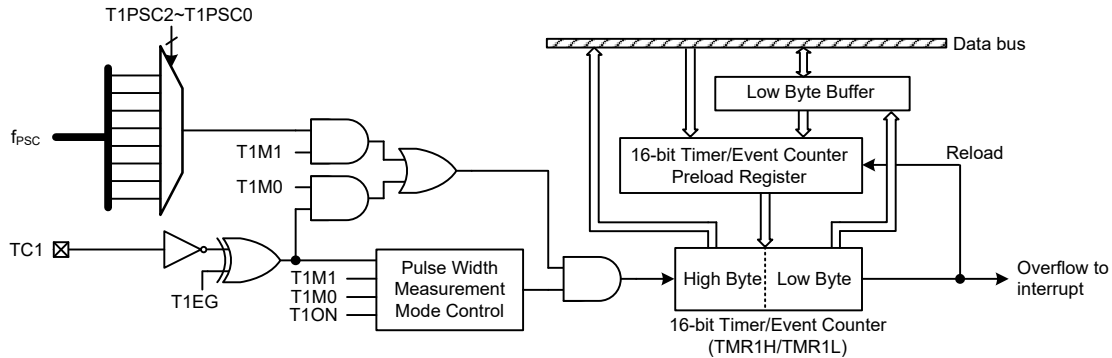 T1PSC2~T1PSC0
Data bus
Low Byte Buffer
fPSC
T1M1
16-bit Timer/Event Counter
Preload Register
Reload
T1M0
TC1
T1EG
T1M1
T1M0
T1ON
Pulse Width
Measurement
Mode Control
High Byte
Low Byte
Overflow to
interrupt
16-bit Timer/Event Counter
(TMR1H/TMR1L)